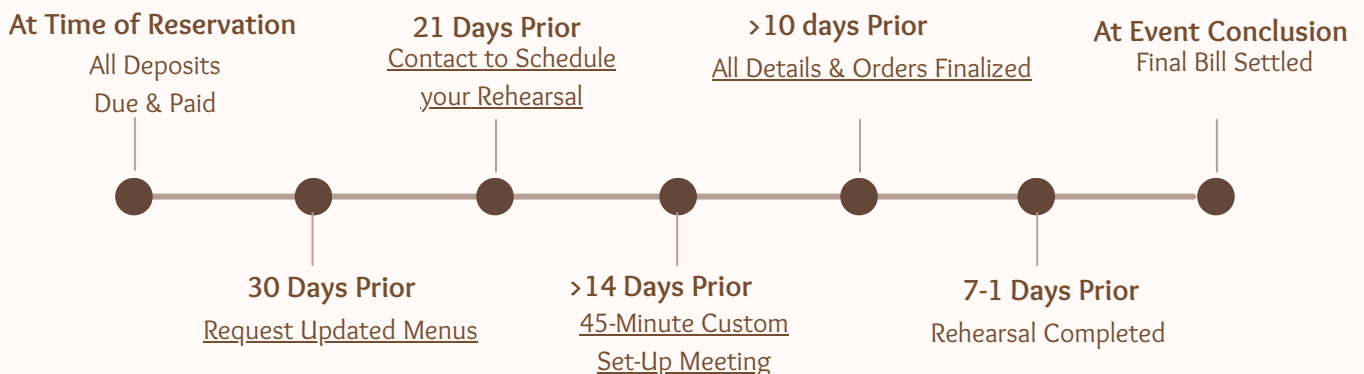 At Time of Reservation
All Deposits
Due & Paid
21 Days Prior
Contact to Schedule
your Rehearsal
>10 days Prior
All Details & Orders Finalized
At Event Conclusion
Final Bill Settled
30 Days Prior
Request Updated Menus
>14 Days Prior
45-Minute Custom
Set-Up Meeting
7-1 Days Prior
Rehearsal Completed